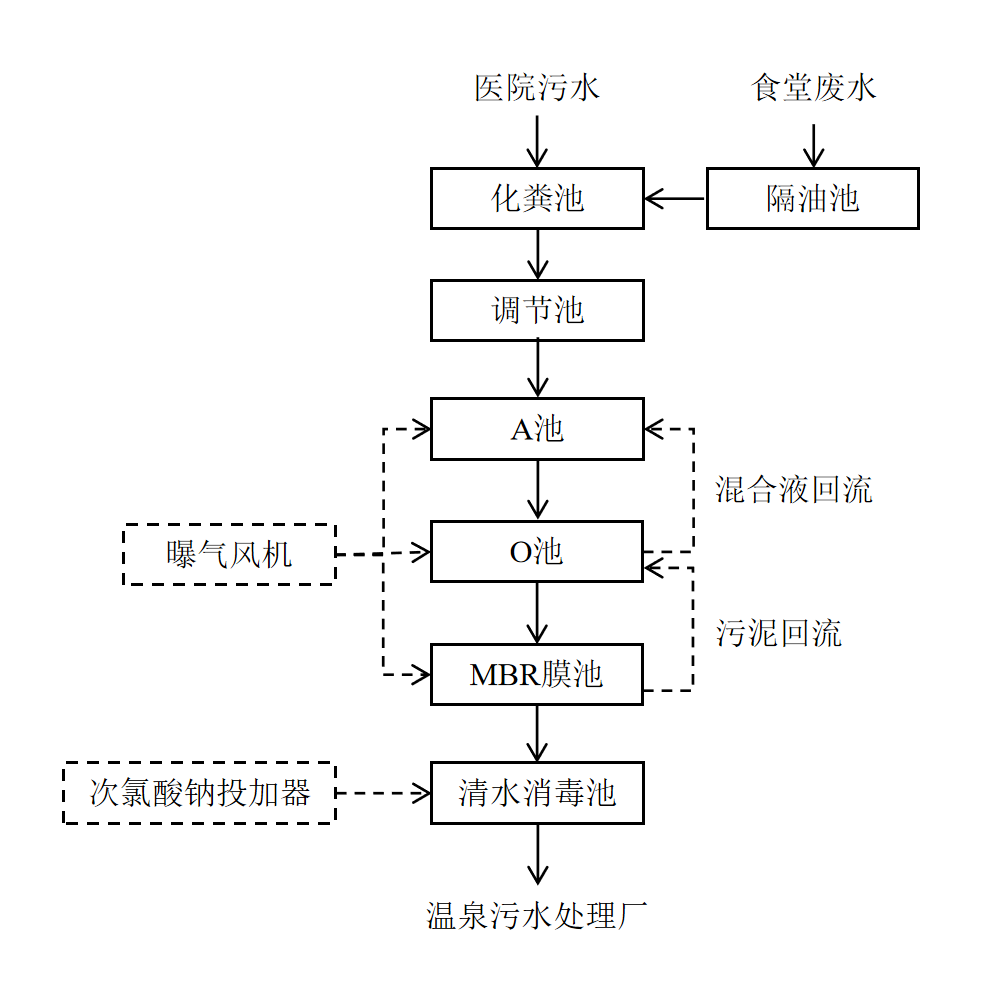 医院污水
食堂废水
化粪池
隔油池
调节池
A池
混合液回流
曝气风机
O池
污泥回流
MBR膜池
次氯酸钠投加器
清水消毒池
温泉污水处理厂